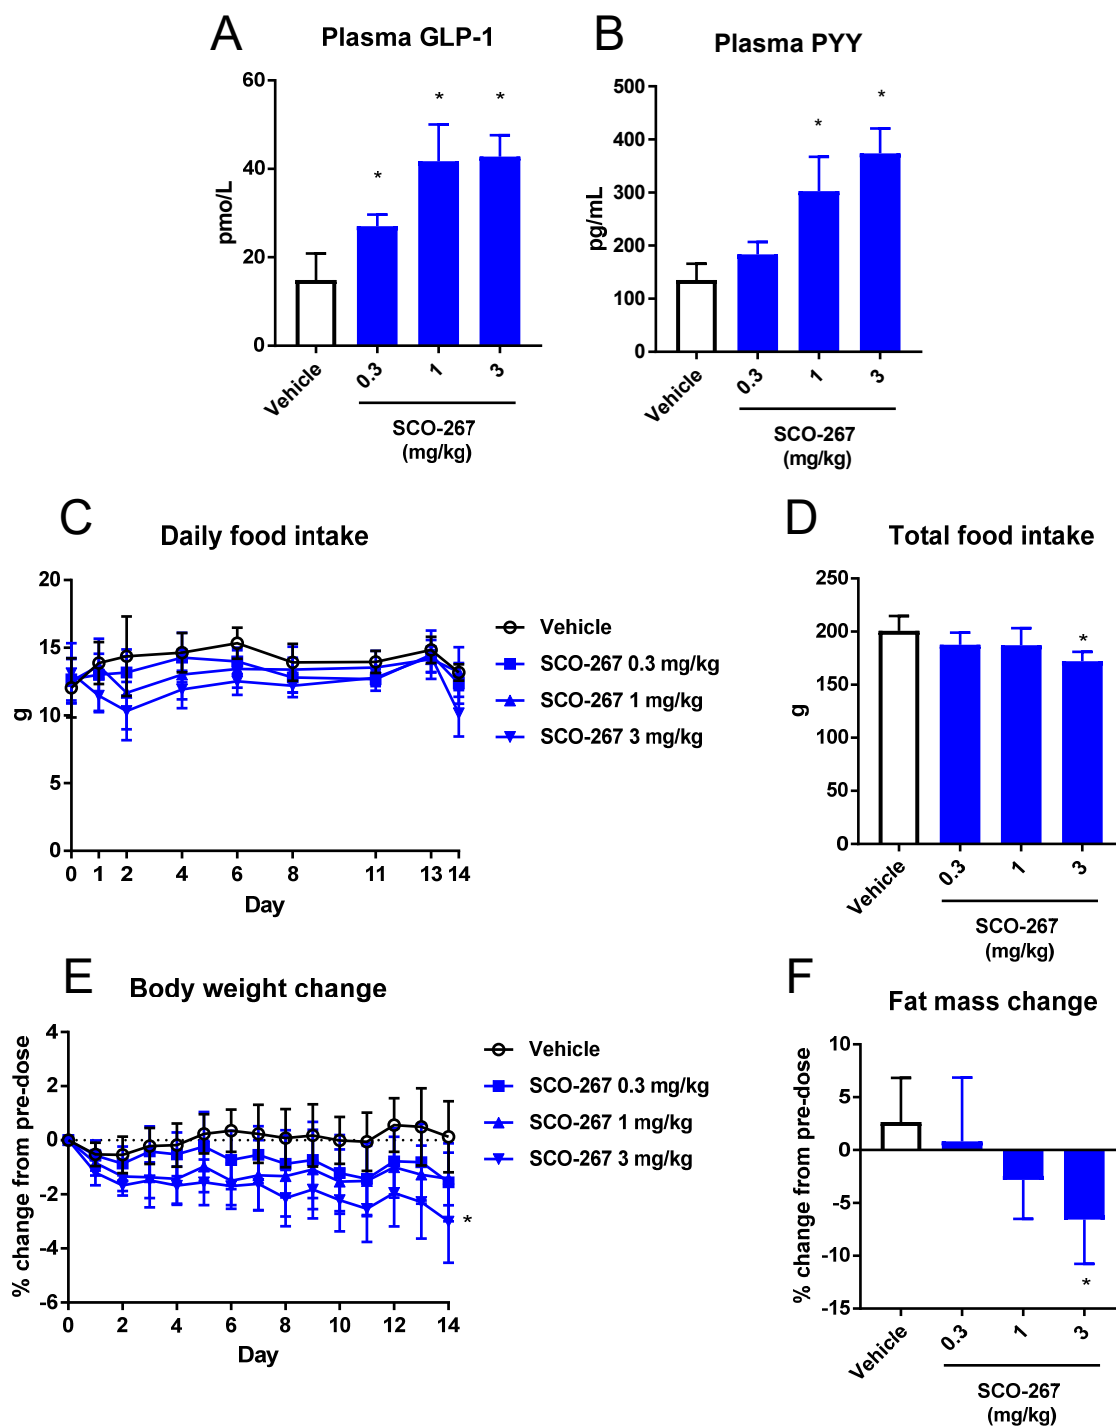 A
Plasma GLP-1
60
40
20
0
pmo/L
*
*
*
Vehicle
0.3
1
3
SCO-267
(mg/kg)
B
Plasma PYY
500
400
300
200
100
0
pg/mL
*
*
Vehicle
0.3
1
3
SCO-267
(mg/kg)
C
Daily food intake
20
15
10
5
0
g
0 1 2 4 6 8 11 13 14
Day
Vehicle
SCO-267 0.3 mg/kg
SCO-267 1 mg/kg
SCO-267 3 mg/kg
D
Total food intake
250
200
150
100
50
0
g
*
Vehicle
0.3
1
3
SCO-267
(mg/kg)
E
Body weight change
4
2
0
-2
-4
-6
% change from pre-dose
*
0 2 4 6 8 10 12 14
Day
Vehicle
SCO-267 0.3 mg/kg
SCO-267 1 mg/kg
SCO-267 3 mg/kg
F
Fat mass change
10
5
0
-5
-10
-15
% change from pre-dose
*
Vehicle
0.3
1
3
SCO-267
(mg/kg)